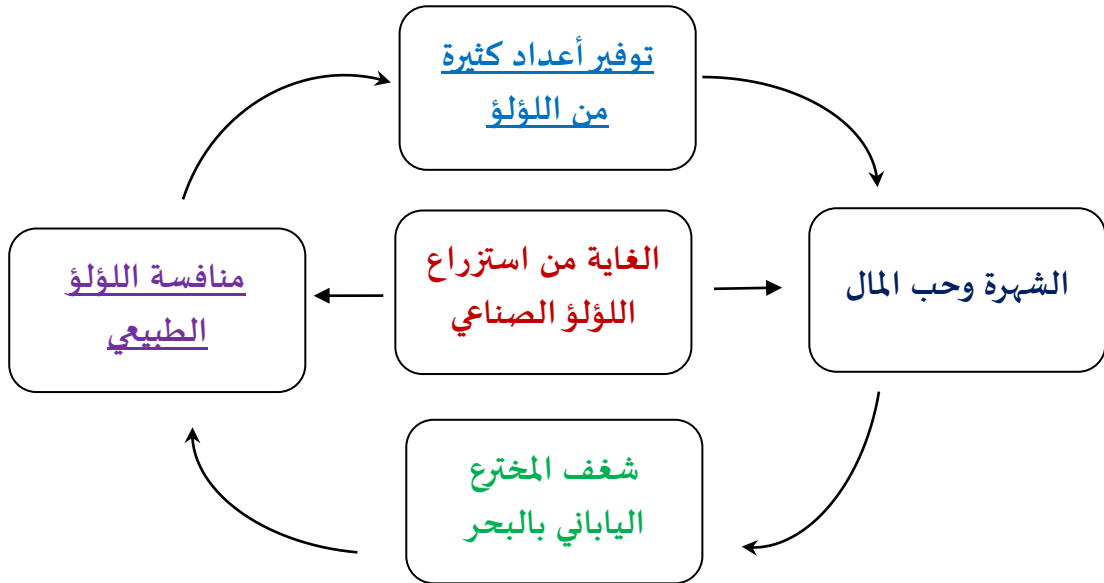 توفير أعداد كثيرة
من اللؤلؤ
الشهرة وحب المال
الغاية من استزراع
اللؤلؤ الصناعي
منافسة اللؤلؤ
الطبيعي
شغف المخترع
الياباني بالبحر